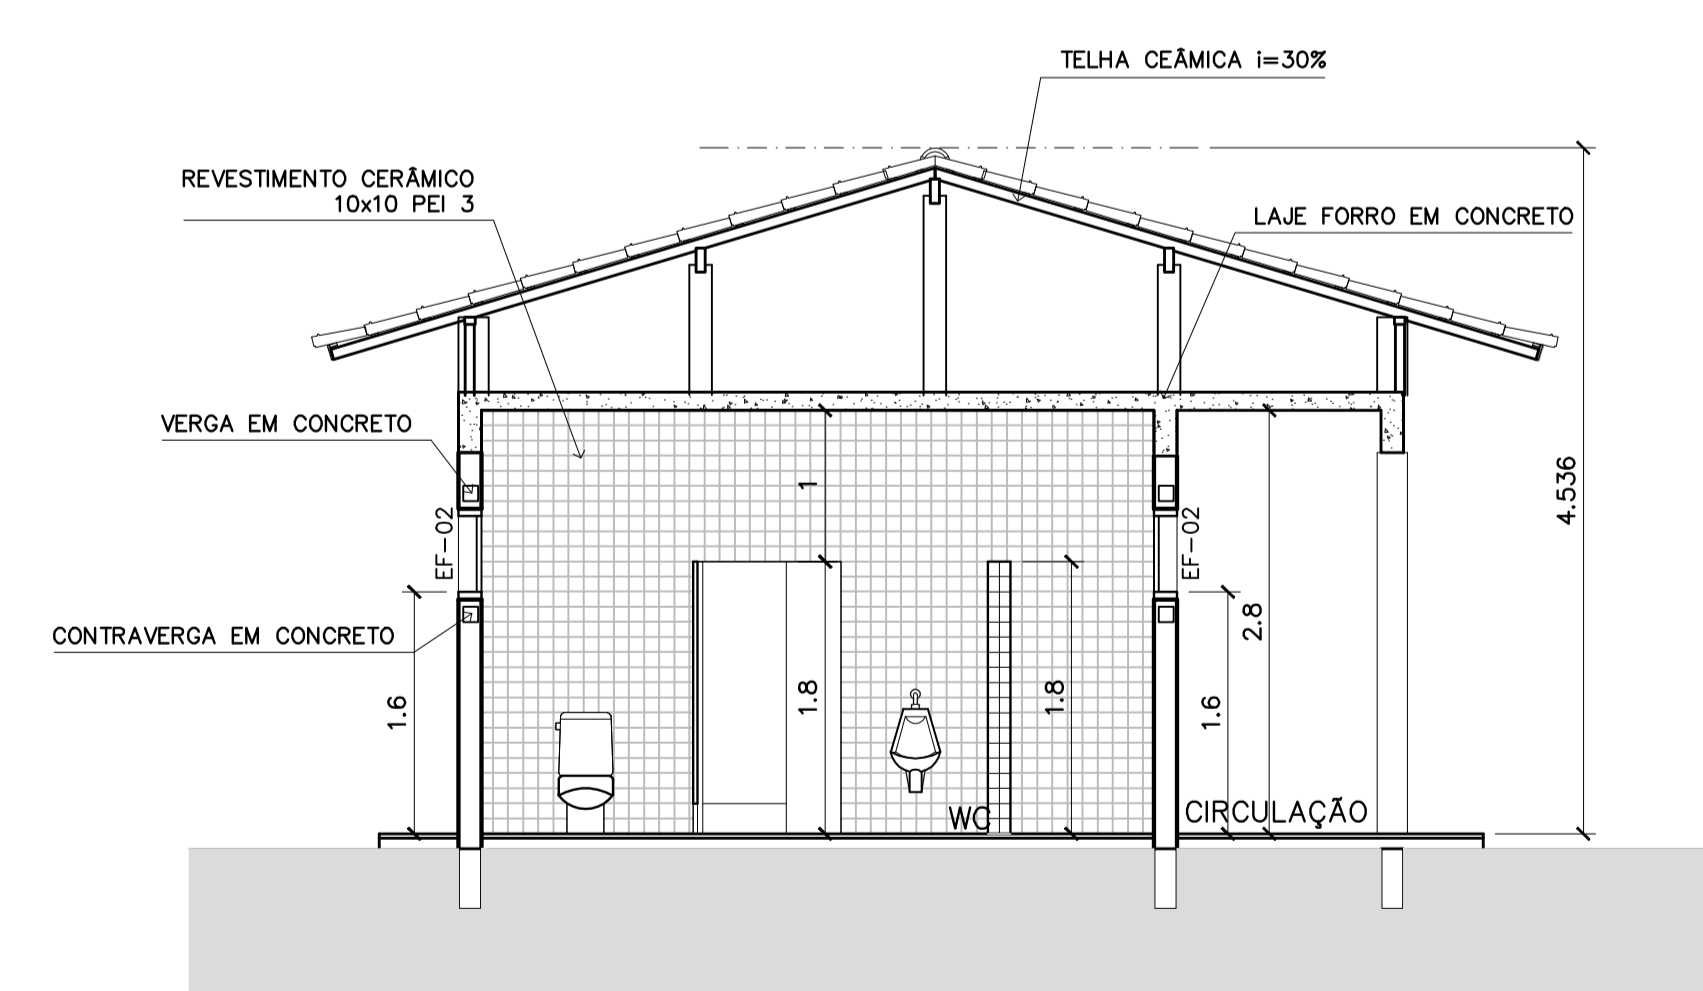 TELHA CEÂMICA i=30%
REVESTIMENTO CERÂMICO
10x10 PEI 3
LAJE FORRO EM CONCRETO
VERGA EM CONCRETO
1
4.536
EF-02
EF-02
2.8
CONTRAVERGA EM CONCRETO
1.6
1.8
1.8
1.6
WC
CIRCULAÇÃO